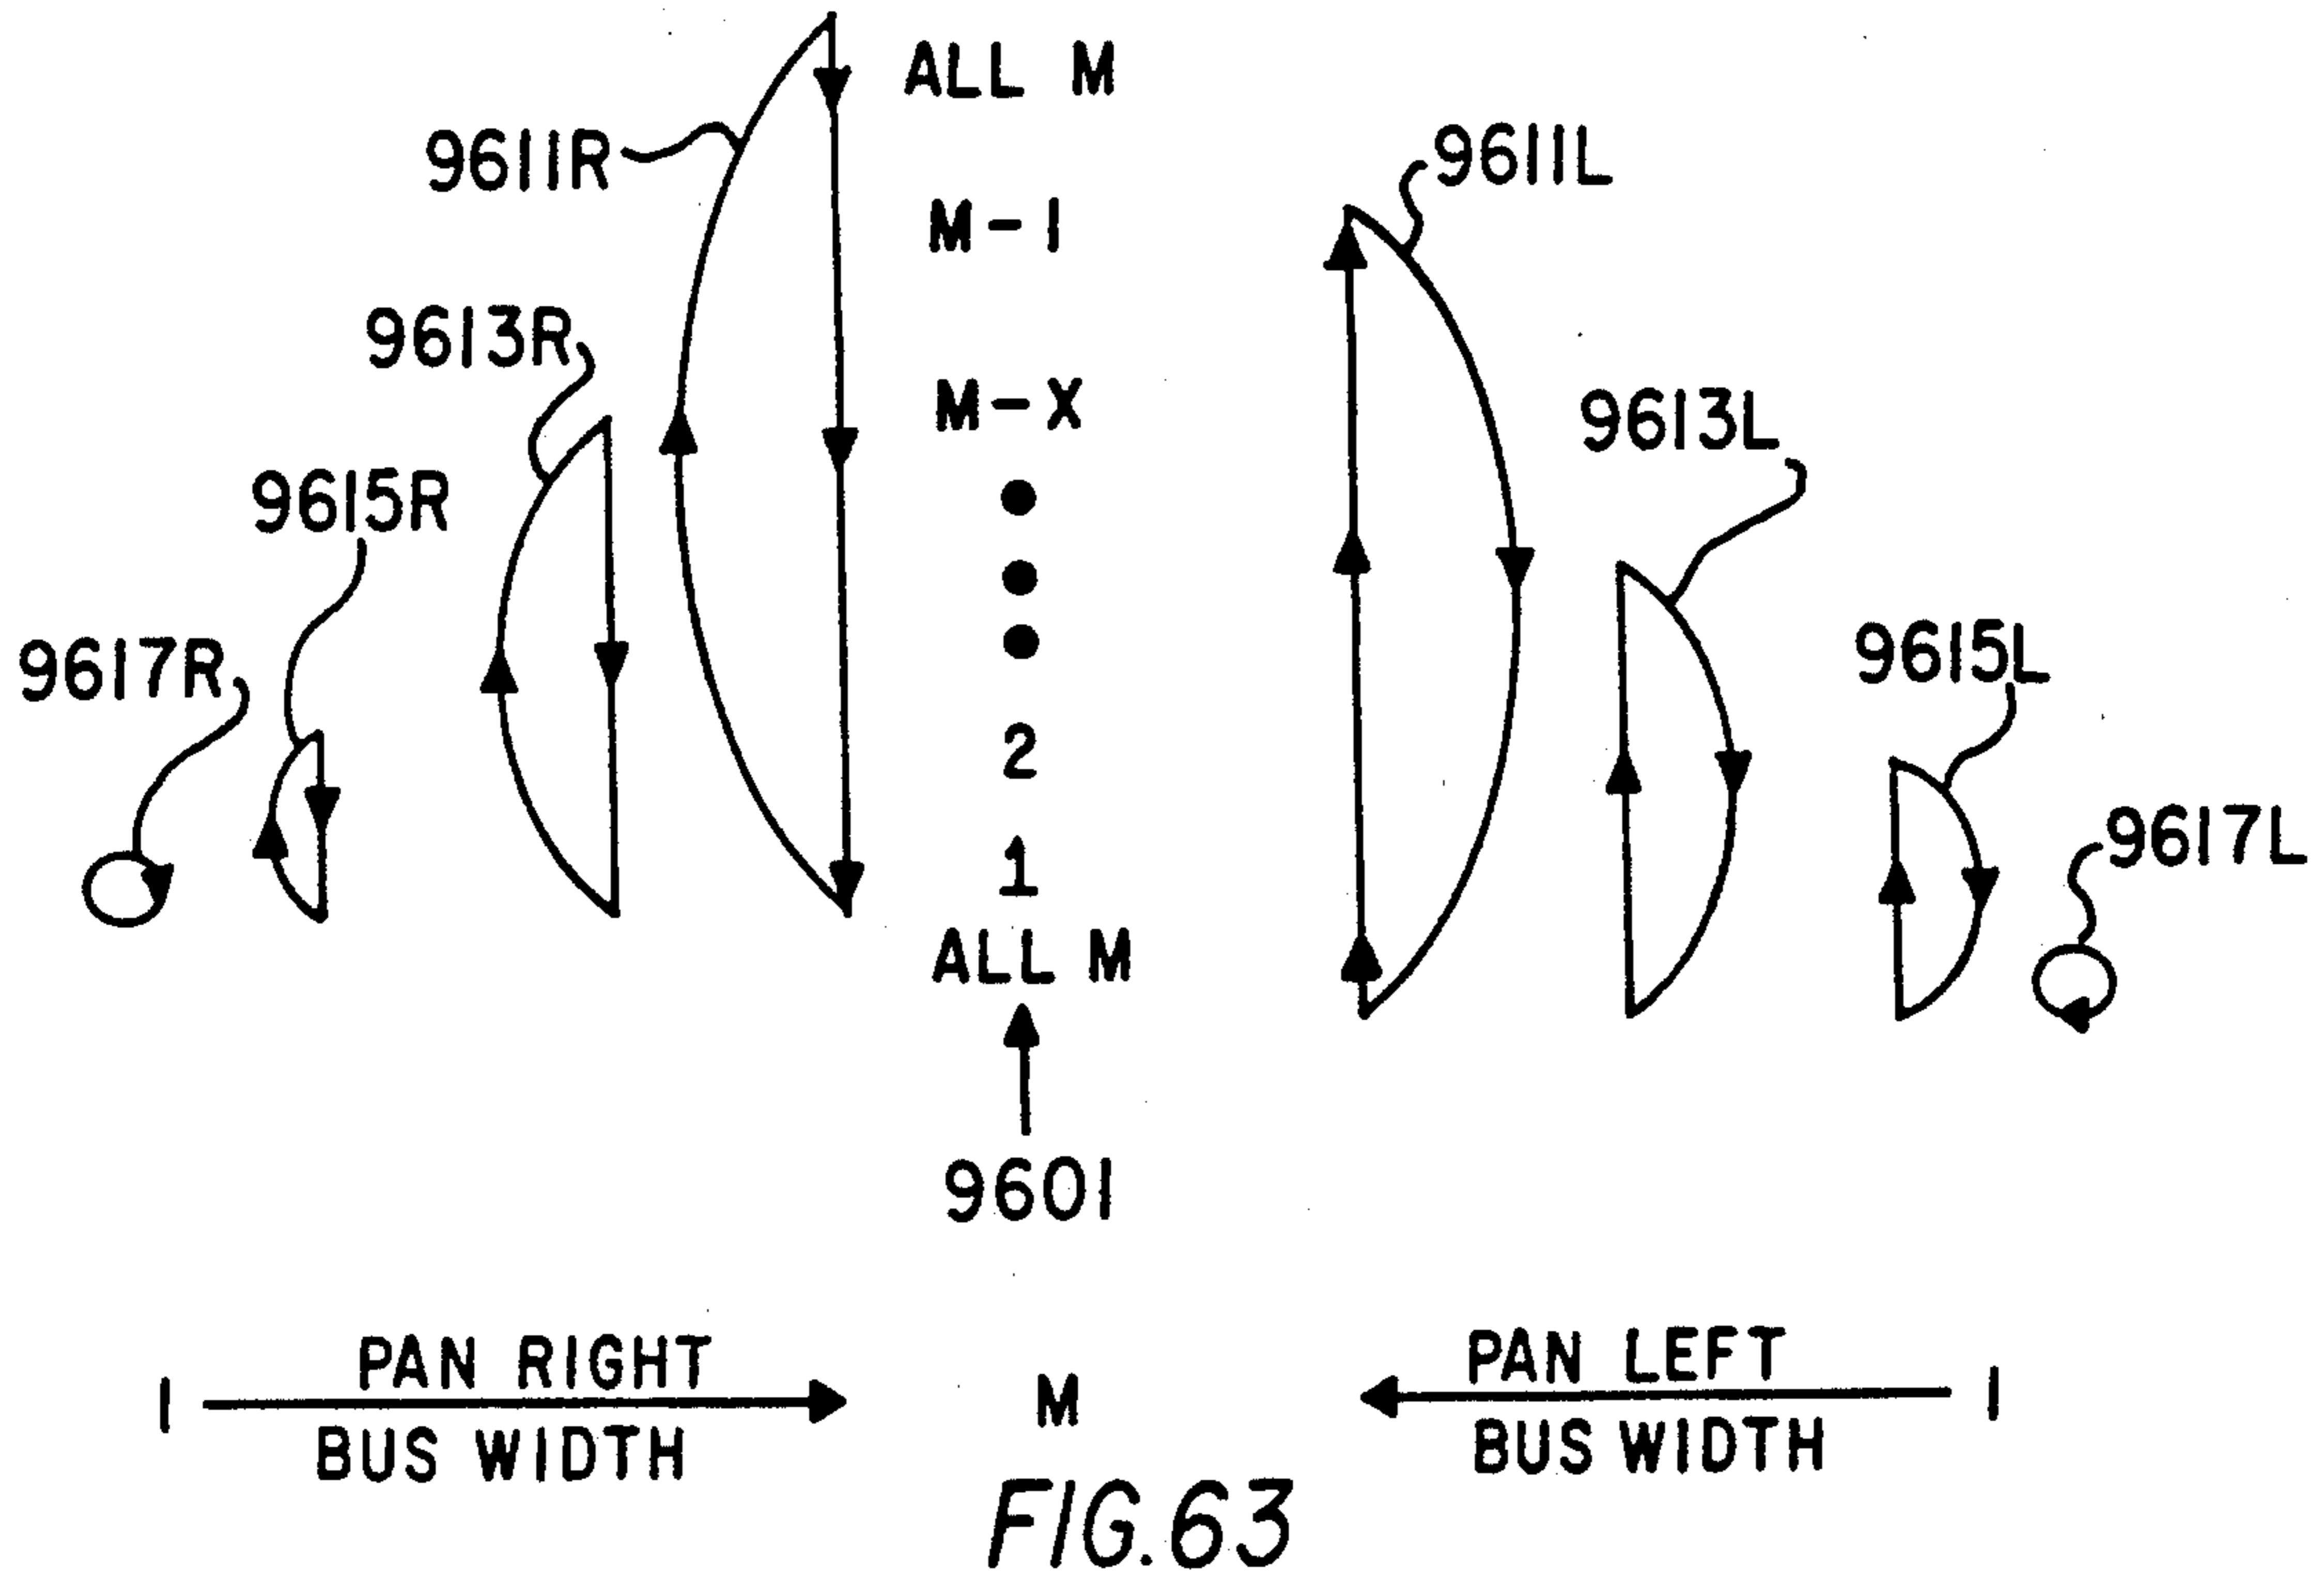 ALL M
9611R
9611L
M-1
9613R
M-X
9613L
9615R
9617R
9615L
2
1
9617L
ALL M
9601
PAN RIGHT
PAN LEFT
1
M
1
BUS WIDTH
BUS WIDTH
FIG.63